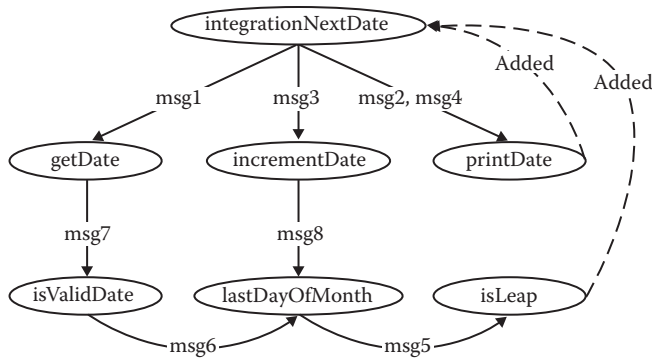 integrationNextDate
Added
Added
msg1
msg3
msg2, msg4
getDate
incrementDate
printDate
msg7
msg8
isValidDate
lastDayOfMonth
isLeap
msg6
msg5